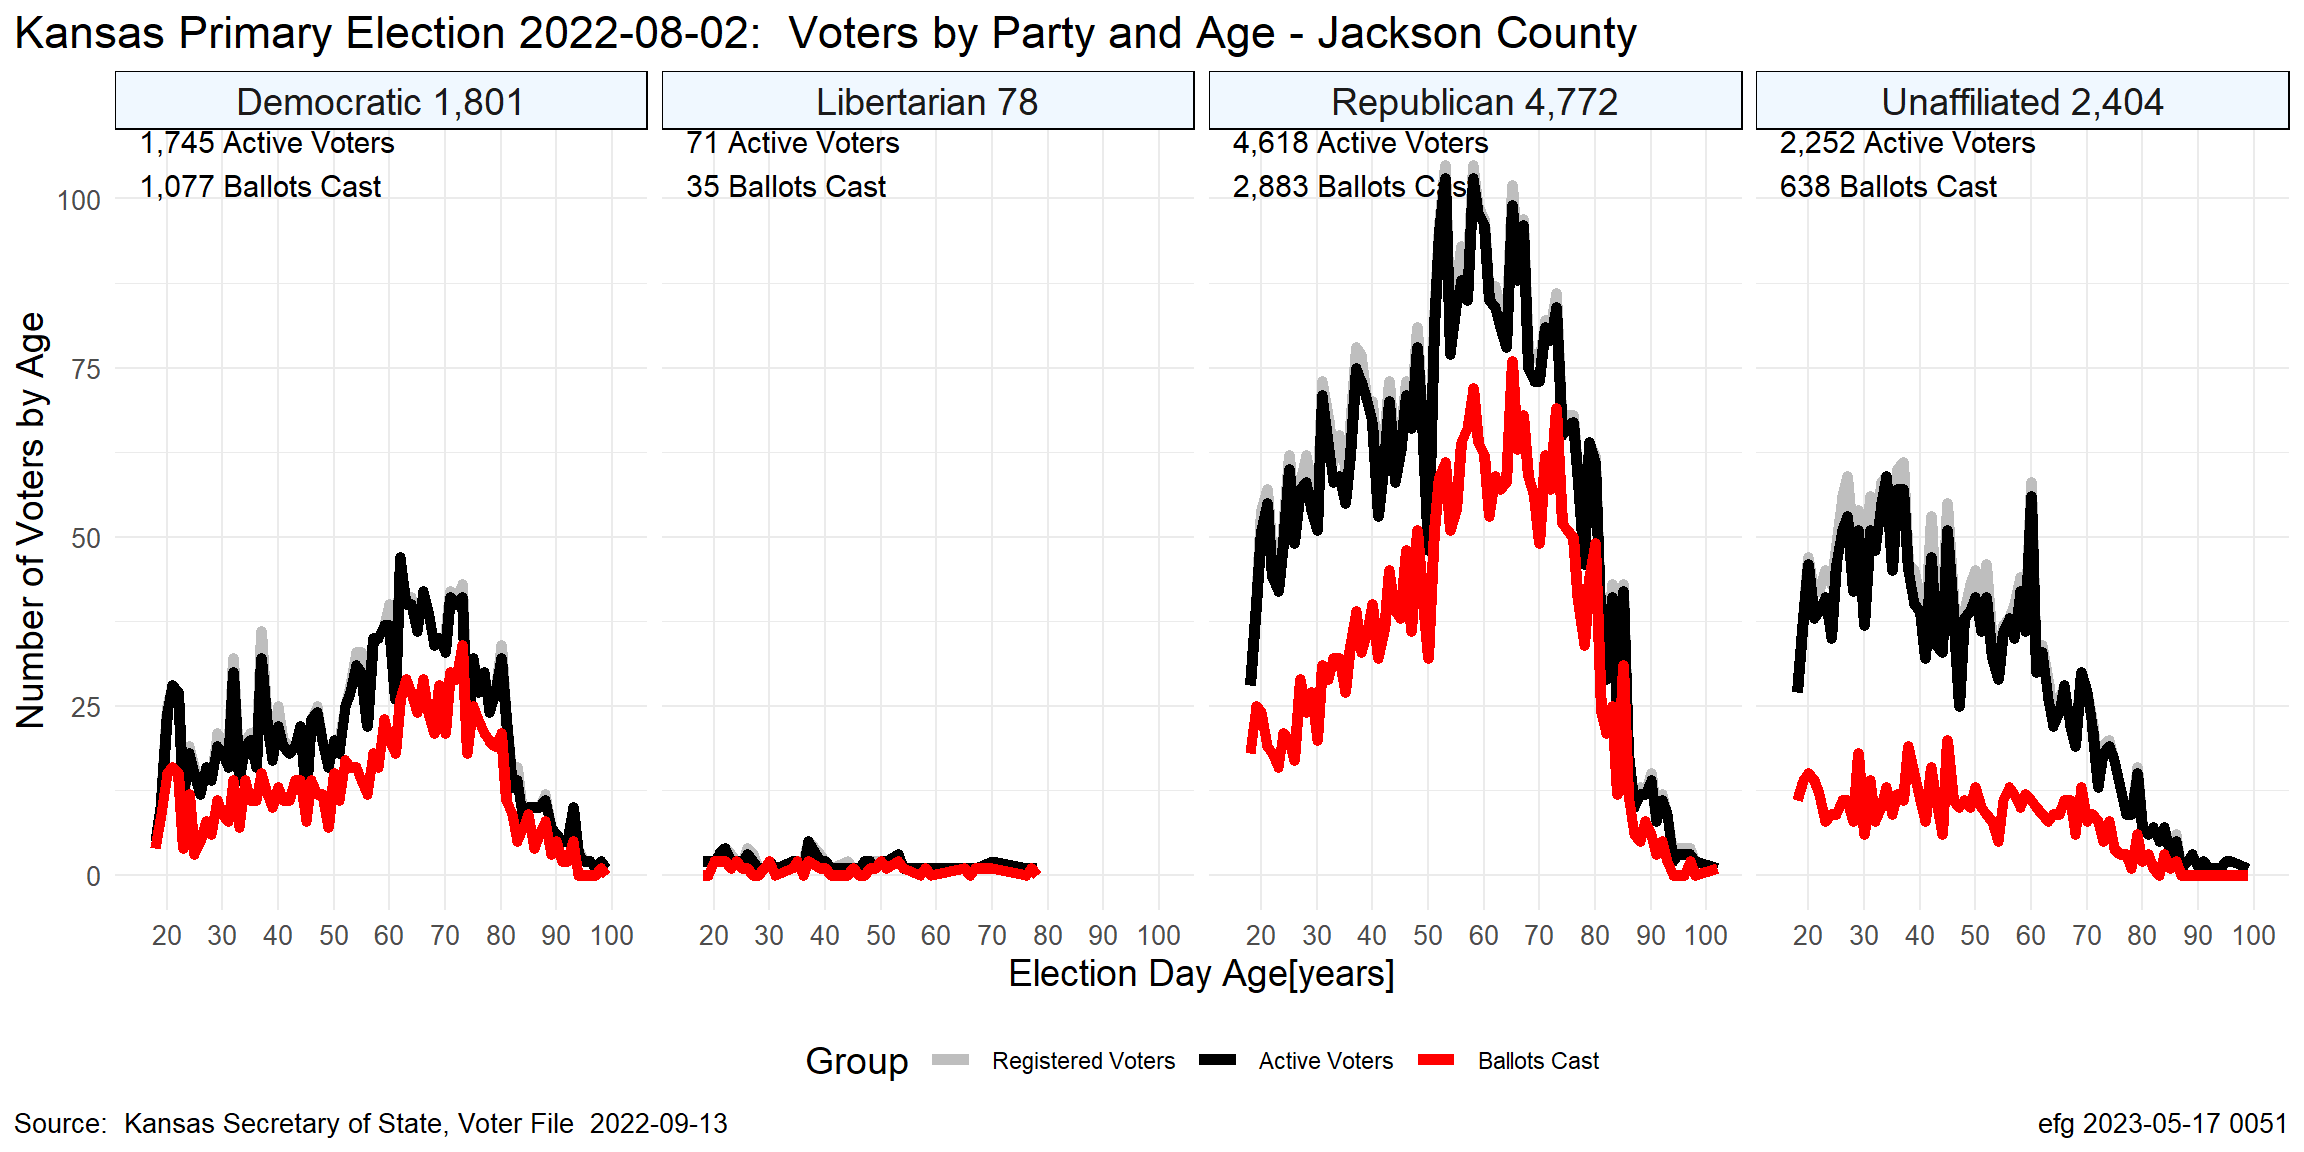 Kansas Primary Election 2022-08-02:  Voters by Party and Age - Jackson County
Democratic 1,801
Libertarian 78
Republican 4,772
Unaffiliated 2,404
1,745 Active Voters
1,077 Ballots Cast
71 Active Voters
35 Ballots Cast
4,618 Active Voters
2,883 Ballots Cast
2,252 Active Voters
638 Ballots Cast
Number of Voters by Age
100
75
50
25
0
20 30 40 50 60 70 80 90 100
20 30 40 50 60 70 80 90 100
20 30 40 50 60 70 80 90 100
20 30 40 50 60 70 80 90 100
Election Day Age[years]
Group Registered Voters Active Voters Ballots Cast
Source:  Kansas Secretary of State, Voter File  2022-09-13
efg 2023-05-17 0051